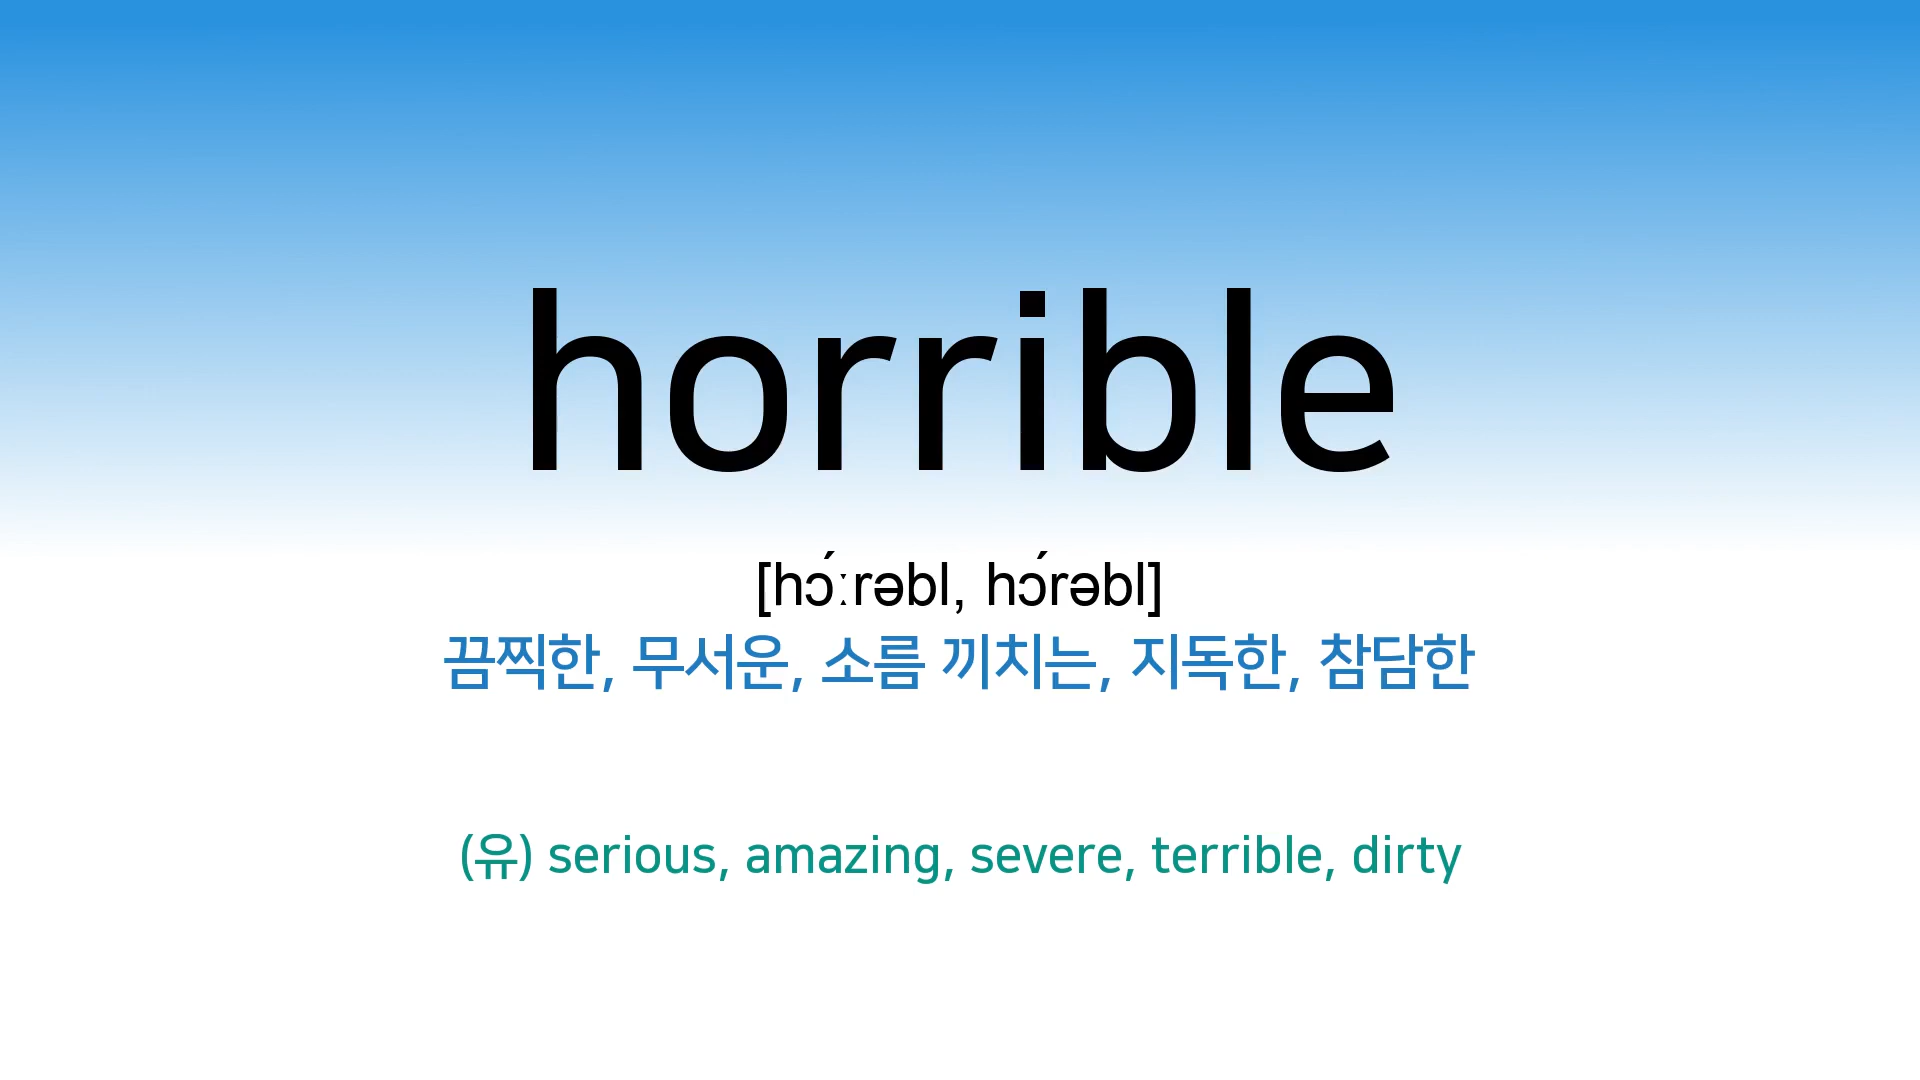 horrible
[hɔ́ːrəbl, hɔ́rəbl]
끔찍한, 무서운, 소름 끼치는, 지독한, 참담한
(유) serious, amazing, severe, terrible, dirty